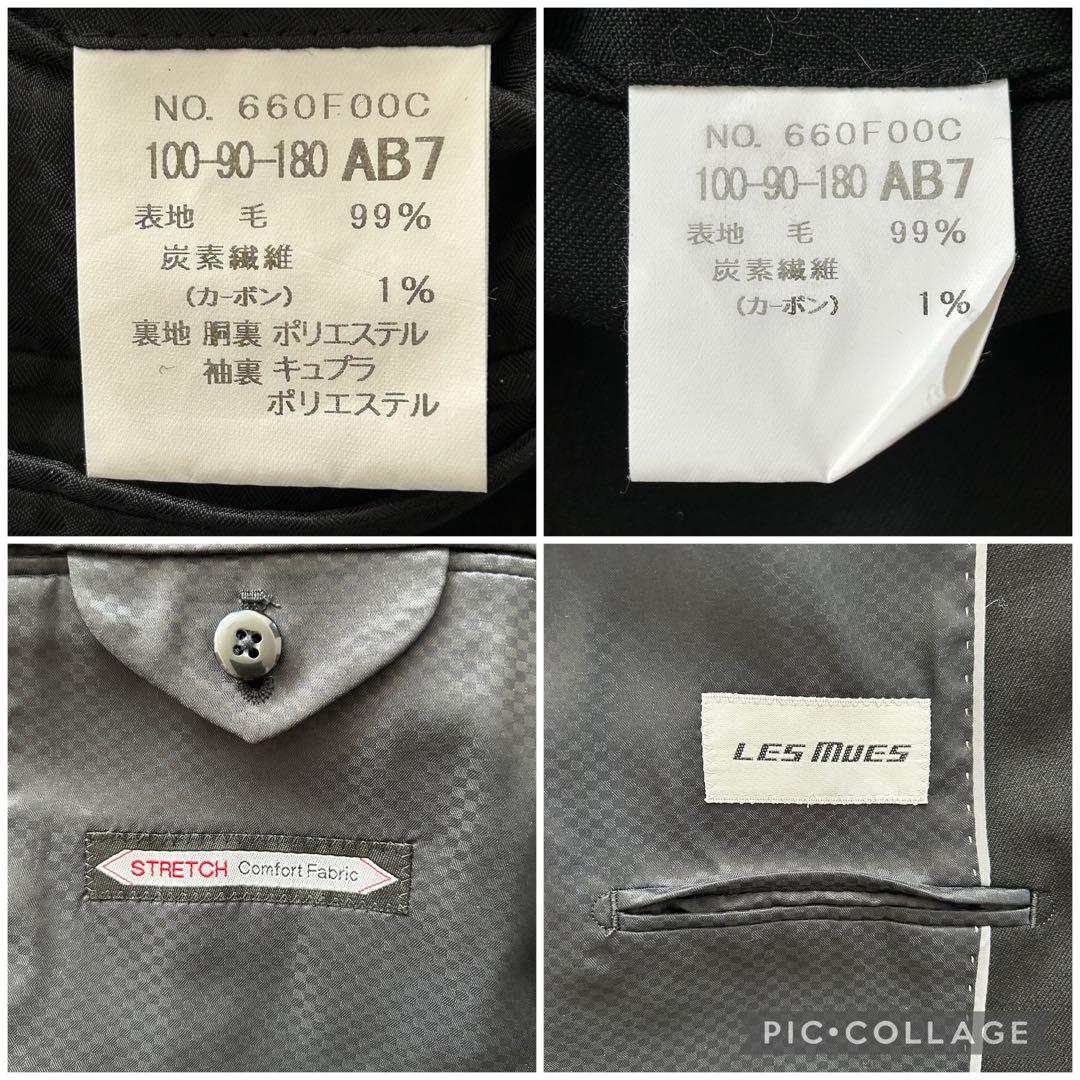 NO. 660F00C
100-90-180 AB7
表地 毛 99%
炭素繊維
(カーボン) 1%
裏地 胴裏 ポリエステル
袖裏 キュプラ
ポリエステル
NO. 660F00C
100-90-180 AB7
表地 毛 99%
炭素繊維
(カーボン) 1%
STRETCH Comfort Fabric
LES MUES
PIC•COLLAGE